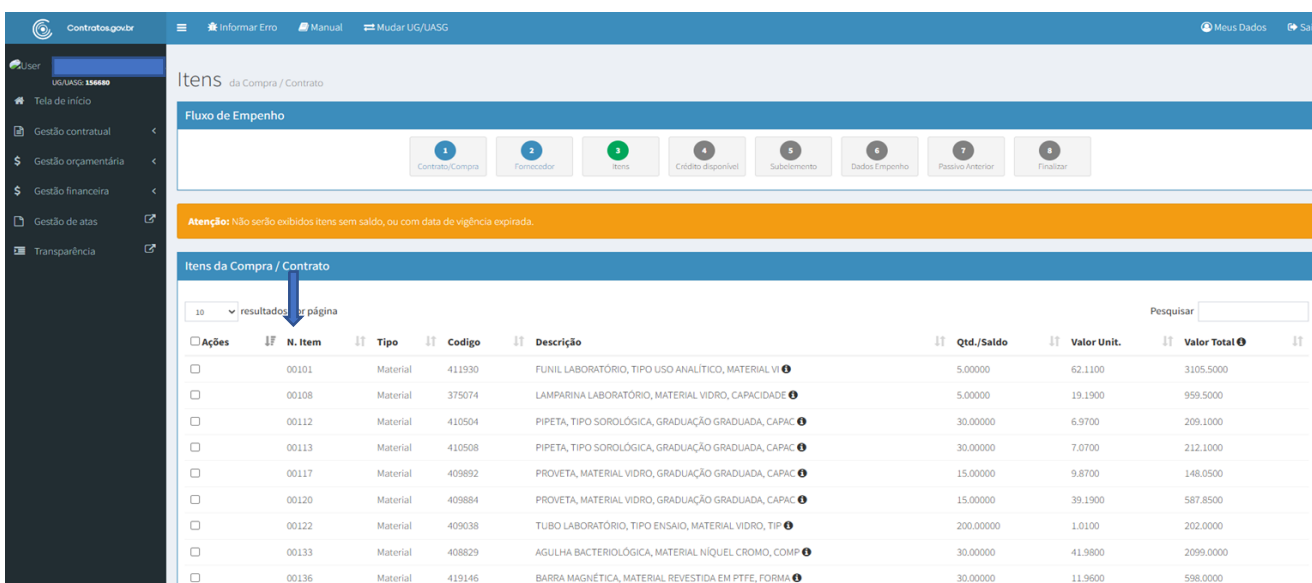 Contratos.gov.br
Informar Erro Manual Mudar UG/UASG Meus Dados
User
UG/UASG: 156680
Tela de início
Gestão contratual
Gestão orçamentária
Gestão financeira
Gestão de atas
Transparência
Itens da Compra / Contrato
Fluxo de Empenho
1 2 3 4 5 6 7 8
Contrato/Compra Fornecedor Itens Crédito disponível Subelemento Dados Empenho Passivo Anterior Finalizar
Atenção: Não serão exibidos itens sem saldo, ou com data de vigência expirada.
Itens da Compra / Contrato
10 resultados por página Pesquisar
Ações N. Item Tipo Codigo Descrição Qtd./Saldo Valor Unit. Valor Total
00101 Material 411930 FUNIL LABORATÓRIO, TIPO USO ANALÍTICO, MATERIAL VI 5.00000 62.1100 3105.5000
00108 Material 375074 LAMPARINA LABORATÓRIO, MATERIAL VIDRO, CAPACIDADE 5.00000 19.1900 959.5000
00112 Material 410504 PIPETA, TIPO SOROLÓGICA, GRADUAÇÃO GRADUADA, CAPAC 30.00000 6.9700 209.1000
00113 Material 410508 PIPETA, TIPO SOROLÓGICA, GRADUAÇÃO GRADUADA, CAPAC 30.00000 7.0700 212.1000
00117 Material 409892 PROVETA, MATERIAL VIDRO, GRADUAÇÃO GRADUADA, CAPAC 15.00000 9.8700 148.0500
00120 Material 409884 PROVETA, MATERIAL VIDRO, GRADUAÇÃO GRADUADA, CAPAC 15.00000 39.1900 587.8500
00122 Material 409038 TUBO LABORATÓRIO, TIPO ENSAIO, MATERIAL VIDRO, TIP 200.00000 1.0100 202.0000
00133 Material 408829 AGULHA BACTERIOLÓGICA, MATERIAL NÍQUEL CROMO, COMP 30.00000 41.9800 2099.0000
00136 Material 419146 BARRA MAGNÉTICA, MATERIAL REVESTIDA EM PTFE, FORMA 30.00000 11.9600 598.0000